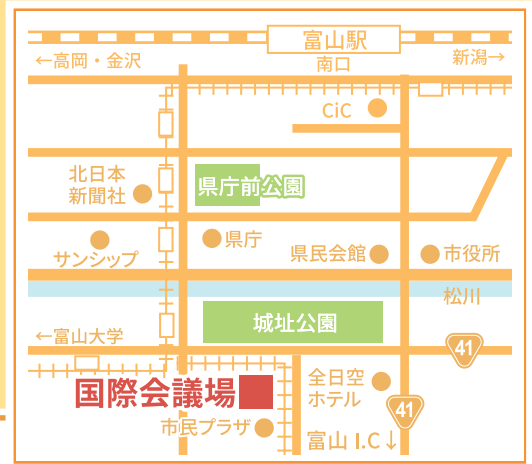 富山駅
←高岡・金沢
南口
新潟→
CiC
北日本
新聞社
県庁前公園
県庁
サンシップ
県民会館
市役所
松川
城址公園
←富山大学
41
国際会議場
全日空
ホテル
41
市民プラザ
富山 I.C↓